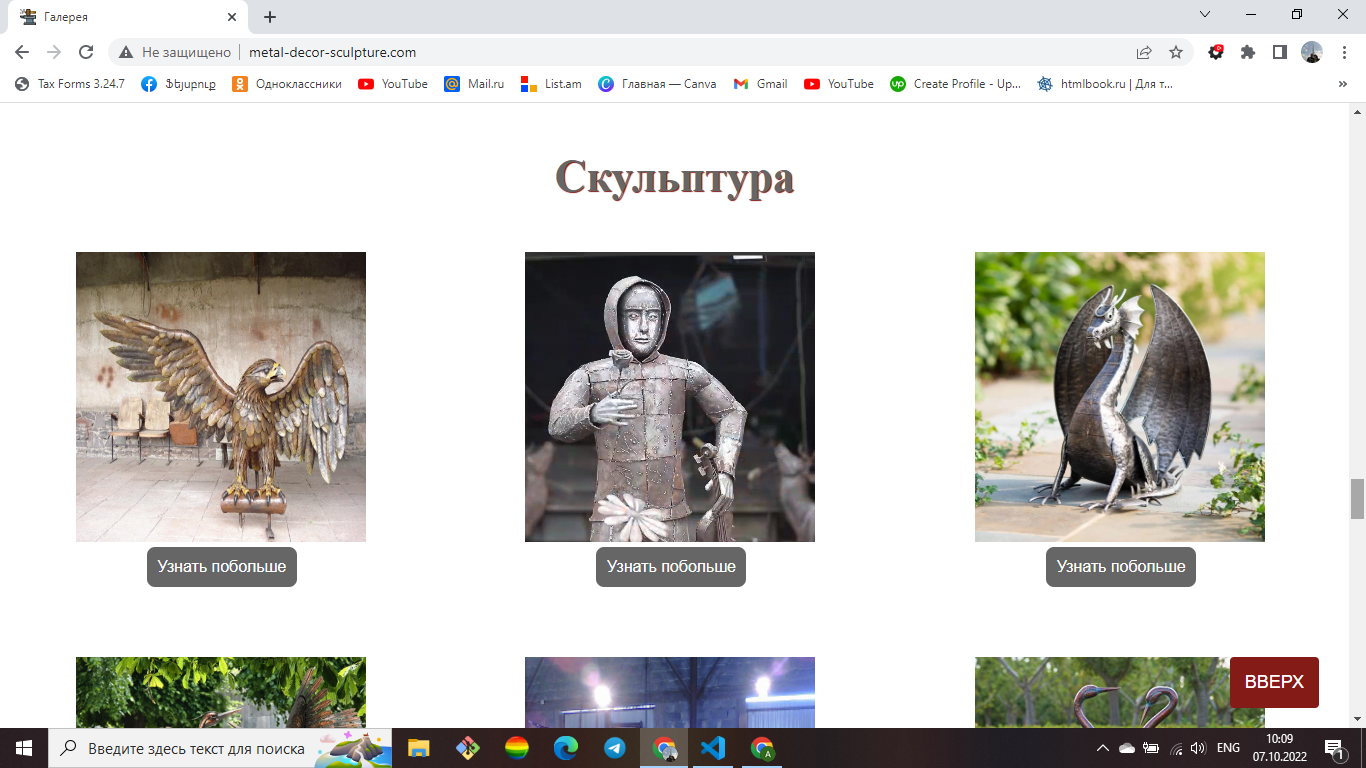 Галерея
Не защищено
metal-decor-sculpture.com
Tax Forms 3.24.7
Ֆեյսբուք
Одноклассники
YouTube
Mail.ru
List.am
Главная — Canva
Gmail
YouTube
Create Profile - Up...
htmlbook.ru | Для т...
Скульптура
Узнать побольше
Узнать побольше
Узнать побольше
ВВЕРХ
Введите здесь текст для поиска
ENG
10:09
07.10.2022
1